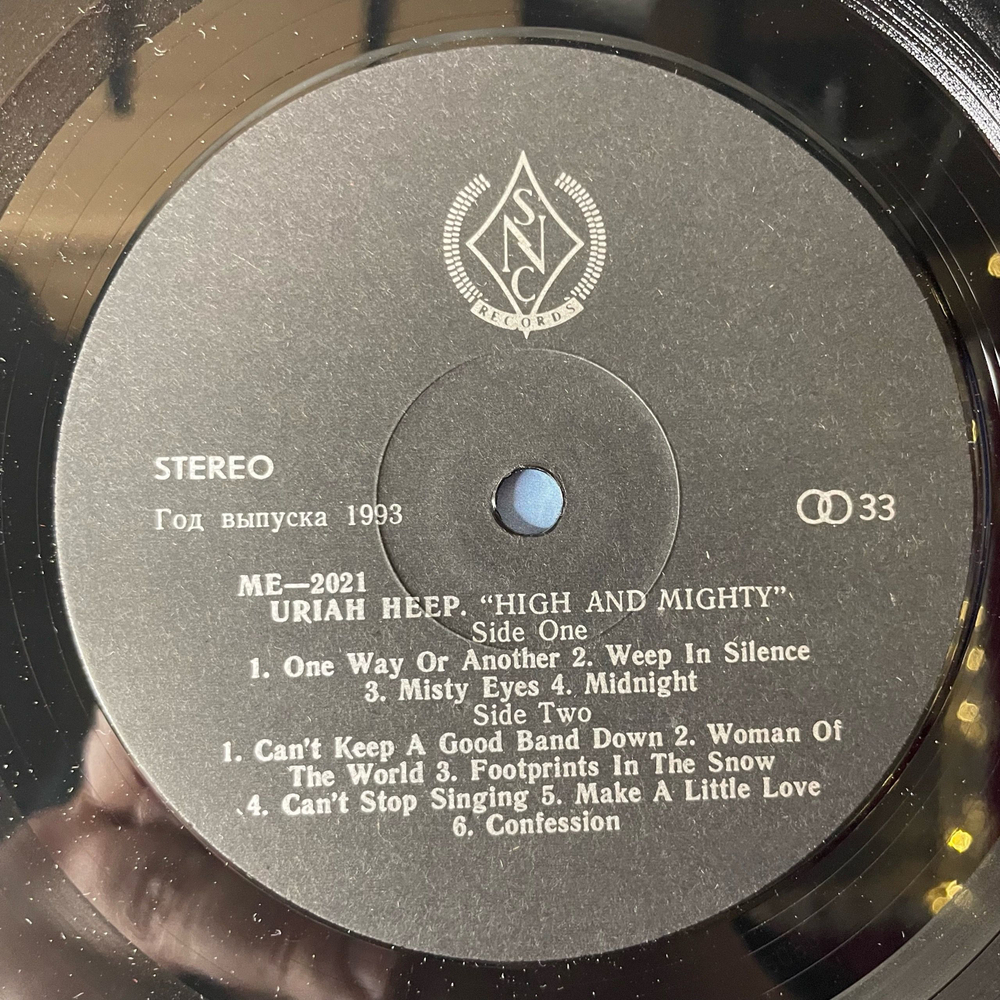 SNC
RECORDS
STEREO
Год выпуска 1993
33
ME—2021
URIAH HEEP. “HIGH AND MIGHTY”
Side One
1. One Way Or Another 2. Weep In Silence
3. Misty Eyes 4. Midnight
Side Two
1. Can't Keep A Good Band Down 2. Woman Of
The World 3. Footprints In The Snow
4. Can't Stop Singing 5. Make A Little Love
6. Confession